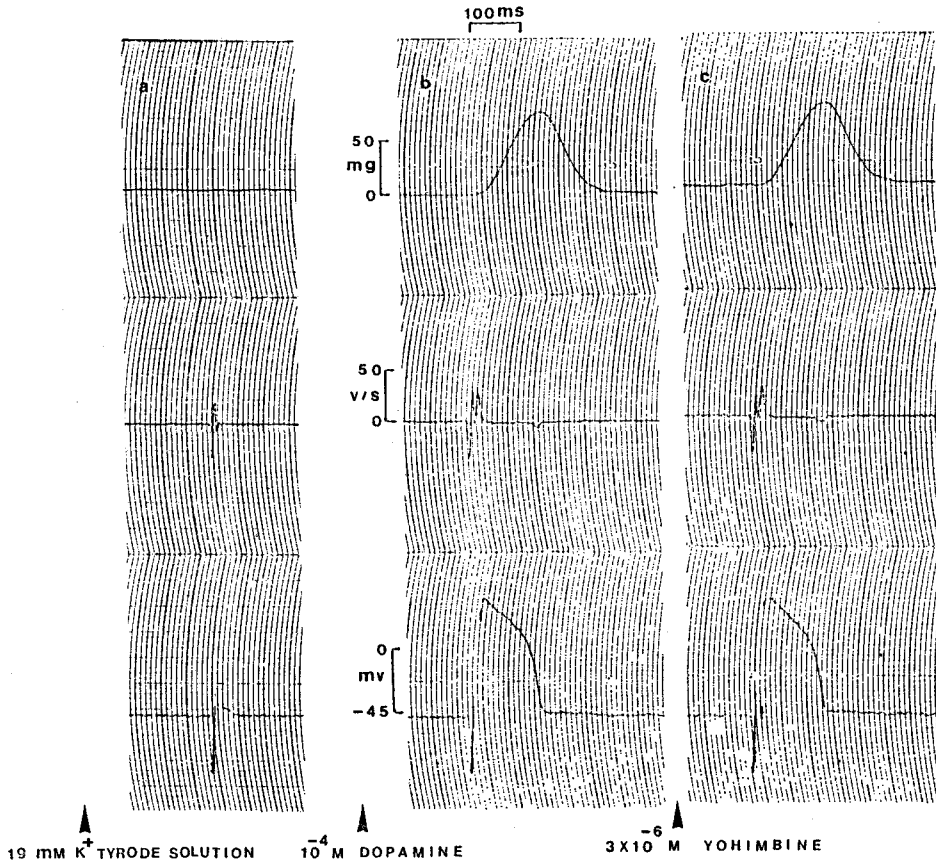 100ms
a
b
c
50
mg
0
50
V/S
0
0
mv
-45
19 mM K+ TYRODE SOLUTION
10-4 M DOPAMINE
3X10-6 M YOHIMBINE